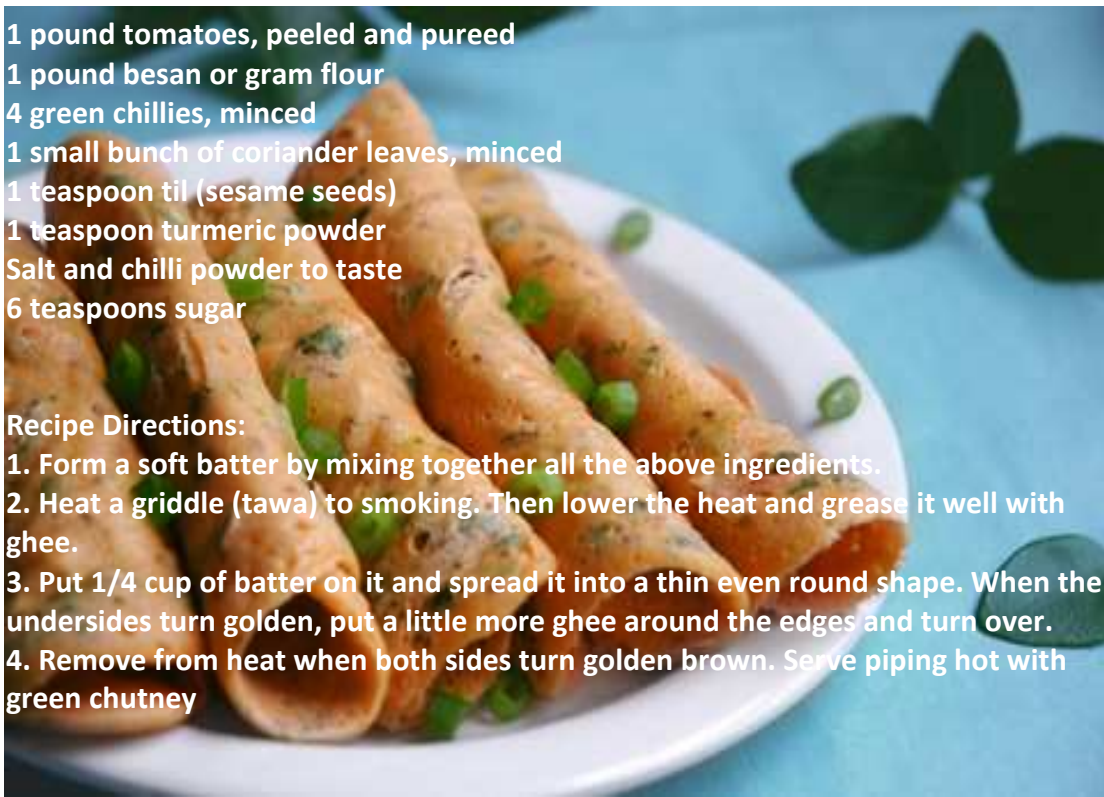 1 pound tomatoes, peeled and pureed
1 pound besan or gram flour
4 green chillies, minced
1 small bunch of coriander leaves, minced
1 teaspoon til (sesame seeds)
1 teaspoon turmeric powder
Salt and chilli powder to taste
6 teaspoons sugar
Recipe Directions:
1. Form a soft batter by mixing together all the above ingredients.
2. Heat a griddle (tawa) to smoking. Then lower the heat and grease it well with
ghee.
3. Put 1/4 cup of batter on it and spread it into a thin even round shape. When the
undersides turn golden, put a little more ghee around the edges and turn over.
4. Remove from heat when both sides turn golden brown. Serve piping hot with
green chutney